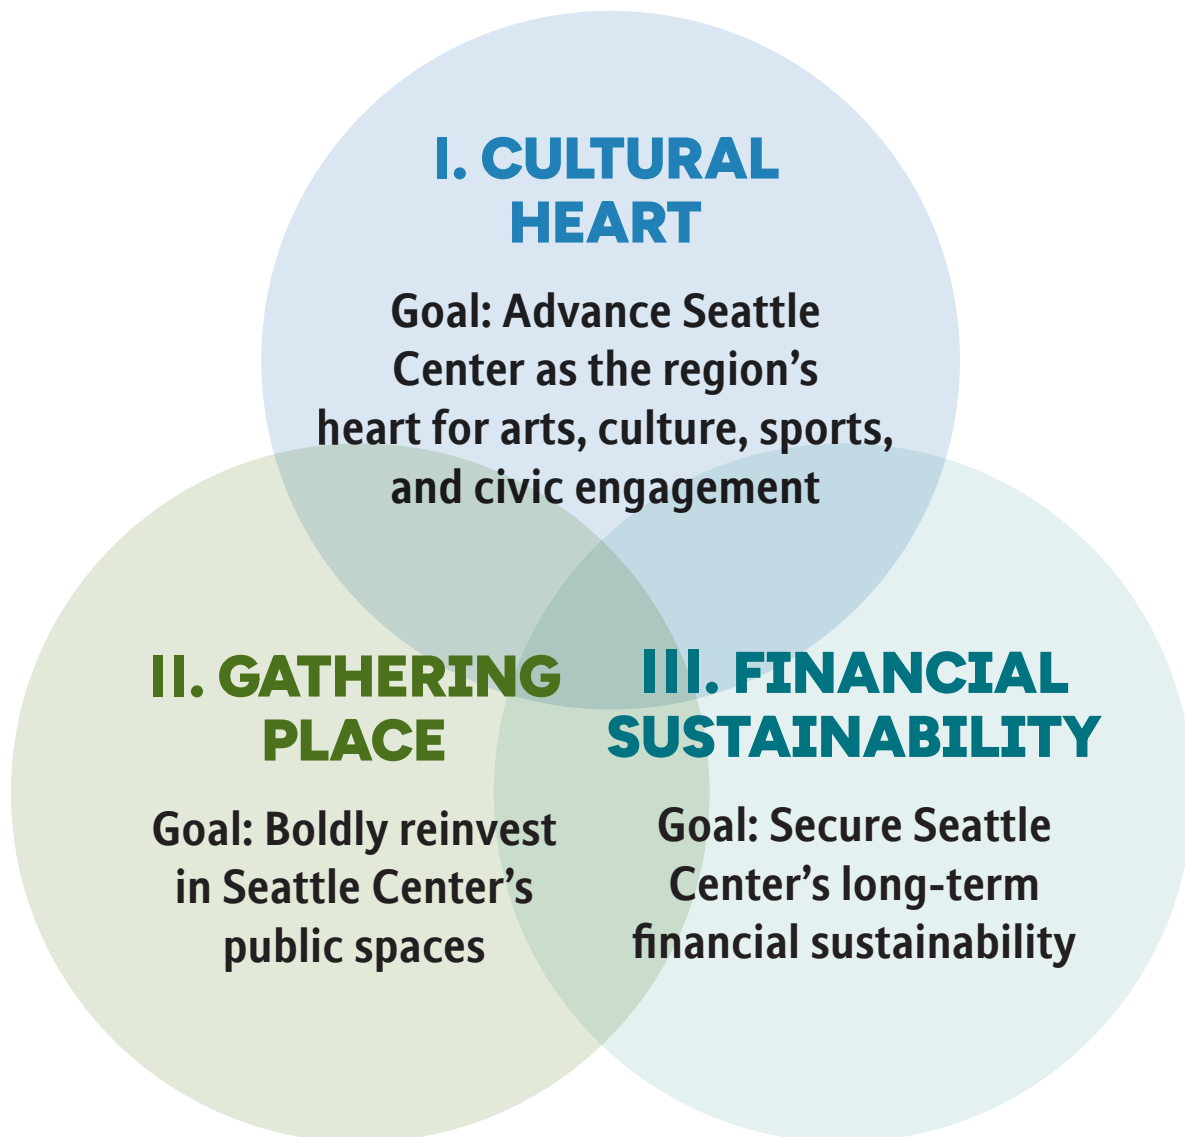 I. CULTURAL
HEART
Goal: Advance Seattle
Center as the region’s
heart for arts, culture, sports,
and civic engagement
II. GATHERING
PLACE
Goal: Boldly reinvest
in Seattle Center’s
public spaces
III. FINANCIAL
SUSTAINABILITY
Goal: Secure Seattle
Center’s long-term
financial sustainability